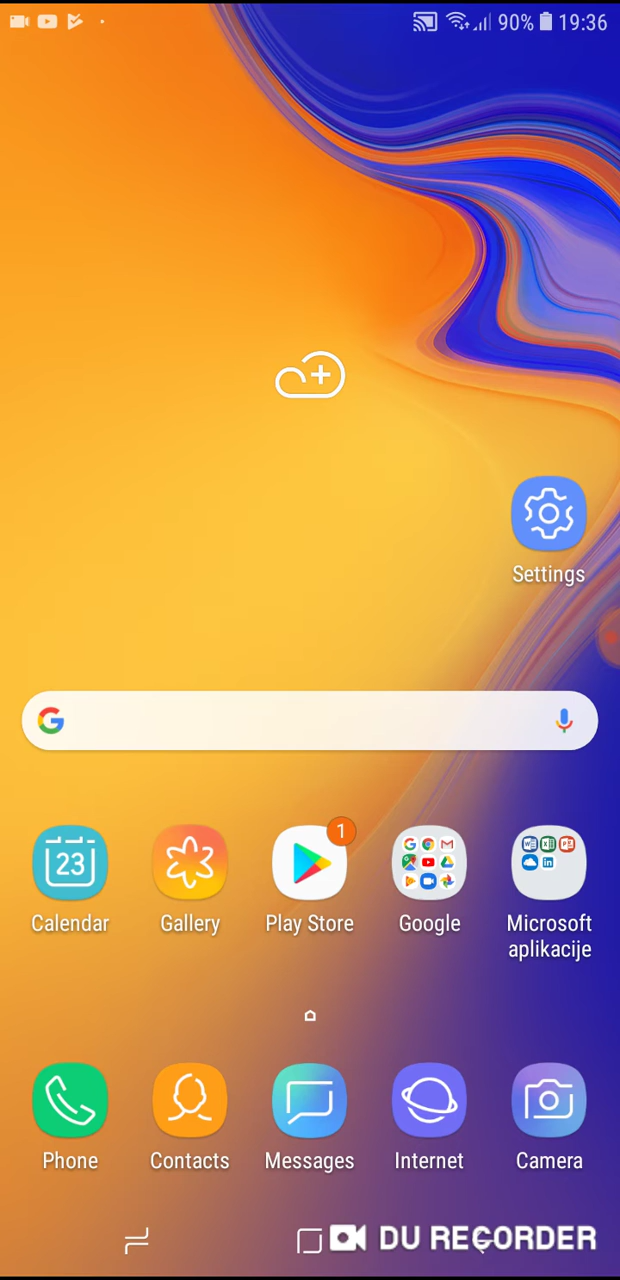 90% 19:36
Settings
G
23
1
Calendar Gallery Play Store Google Microsoft
aplikacije
Phone Contacts Messages Internet Camera
DU RECORDER